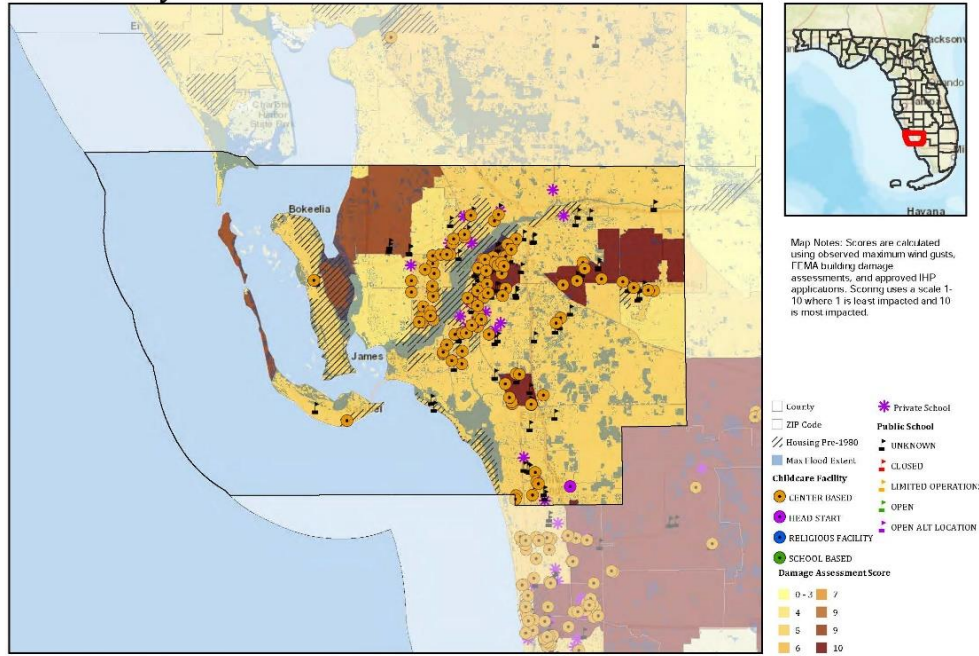 Charlotte
Harbor
Bokeelia
James
Jacksonv
Tampa
Havana
Map Notes: Scores are calculated
using observed maximum wind gusts,
FEMA building damage
assessments, and approved IHP
applications. Scoring uses a scale 1-
10 where 1 is least impacted and 10
is most impacted.
County
ZIP Code
Housing Pre-1980
Max Flood Extent
Childcare Facility
CENTER BASED
HEAD START
RELIGIOUS FACILITY
SCHOOL BASED
Private School
Public School
UNKNOWN
CLOSED
LIMITED OPERATIONS
OPEN
OPEN ALT LOCATION
Damage Assessment Score
0 - 3
4
5
6
7
9
9
10